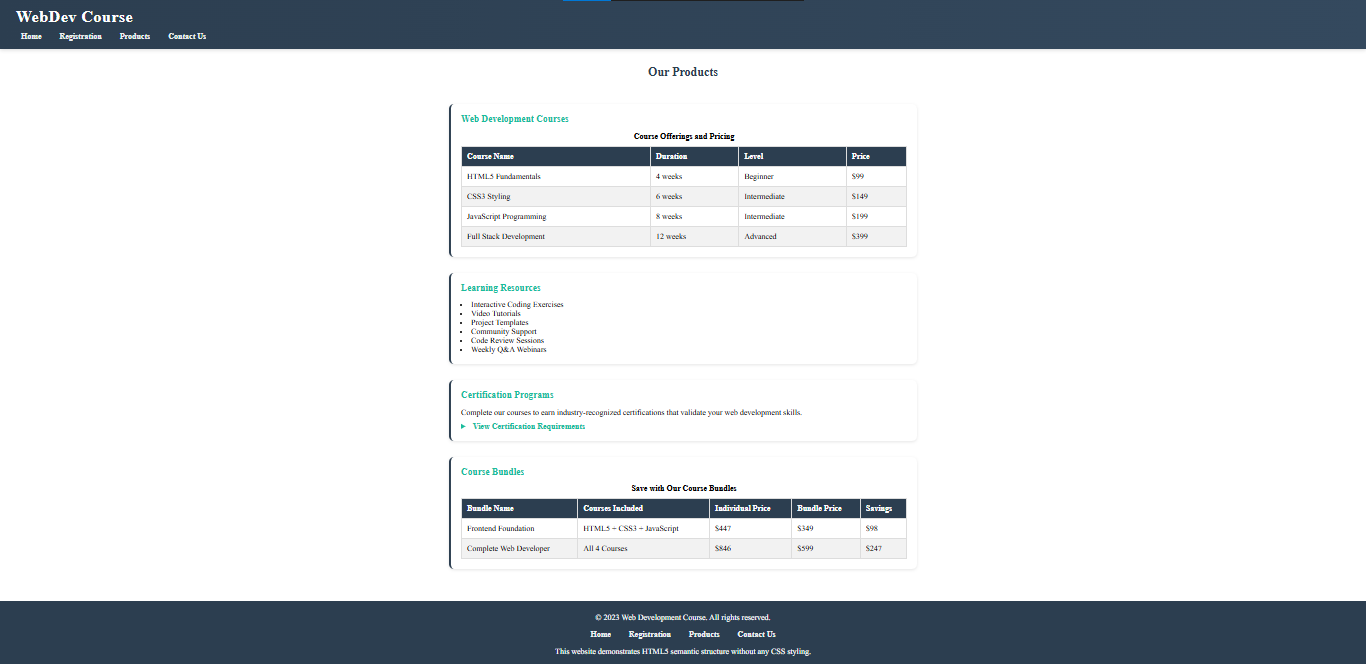 WebDev Course
Home Registration Products Contact Us
Our Products
Web Development Courses
Course Offerings and Pricing
Course Name Duration Level Price
HTML5 Fundamentals 4 weeks Beginner $99
CSS3 Styling 6 weeks Intermediate $149
JavaScript Programming 8 weeks Intermediate $199
Full Stack Development 12 weeks Advanced $399
Learning Resources
• Interactive Coding Exercises
• Video Tutorials
• Project Templates
• Community Support
• Code Review Sessions
• Weekly Q&A Webinars
Certification Programs
Complete our courses to earn industry-recognized certifications that validate your web development skills.
View Certification Requirements
Course Bundles
Save with Our Course Bundles
Bundle Name Courses Included Individual Price Bundle Price Savings
Frontend Foundation HTML5 + CSS3 + JavaScript $447 $349 $98
Complete Web Developer All 4 Courses $846 $599 $247
© 2023 Web Development Course. All rights reserved.
Home Registration Products Contact Us
This website demonstrates HTML5 semantic structure without any CSS styling.